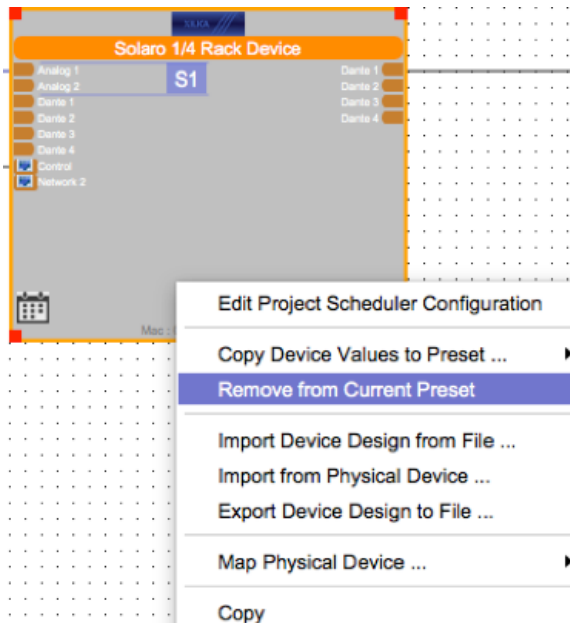 XILICA
Solaro 1/4 Rack Device
Analog 1
Analog 2
Dante 1
Dante 2
Dante 3
Dante 4
Control
Network 2
S1
Dante 1
Dante 2
Dante 3
Dante 4
Mac :
Edit Project Scheduler Configuration
Copy Device Values to Preset ...
Remove from Current Preset
Import Device Design from File ...
Import from Physical Device ...
Export Device Design to File ...
Map Physical Device ...
Copy